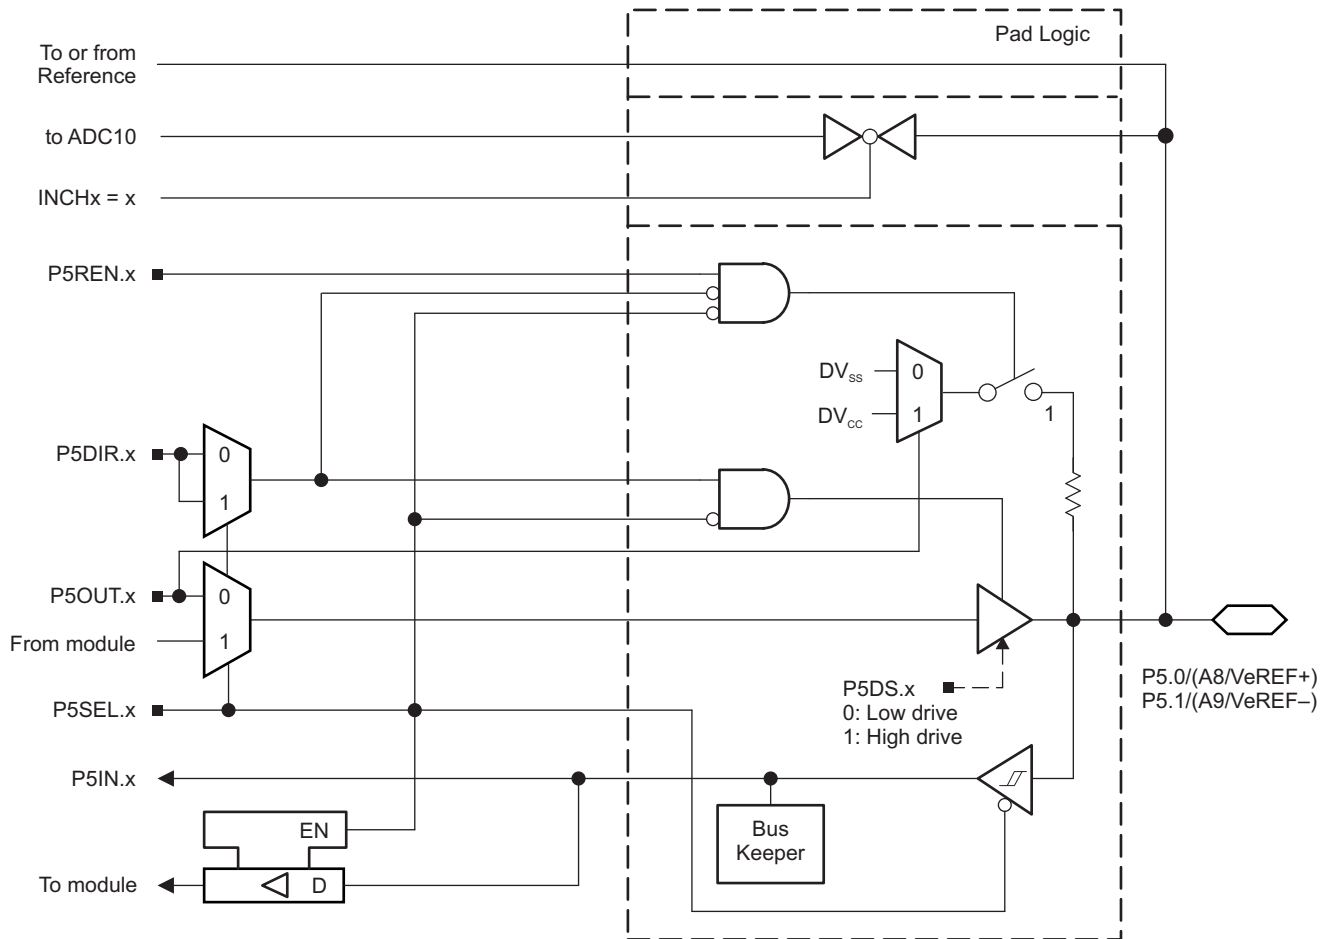 Pad Logic
To or from
Reference
to ADC10
INCHx = x
P5REN.x
DVSS
0
DVCC
1
1
P5DIR.x
0
1
P5OUT.x
0
From module
1
P5SEL.x
P5DS.x
0: Low drive
1: High drive
P5.0/(A8/VeREF+)
P5.1/(A9/VeREF–)
P5IN.x
EN
Bus
Keeper
To module
D